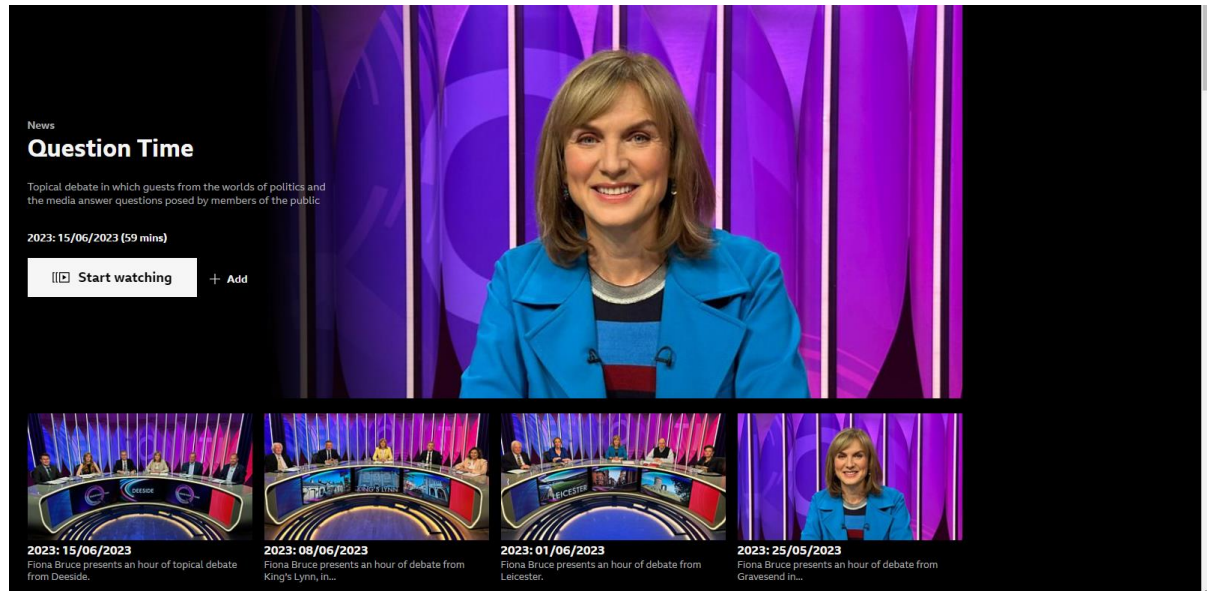 News
Question Time
Topical debate in which guests from the worlds of politics and
the media answer questions posed by members of the public
2023: 15/06/2023 (59 mins)
Start watching
+ Add
DEESIDE
KING'S LYNN
LEICESTER
2023: 15/06/2023
Fiona Bruce presents an hour of topical debate
from Deeside.
2023: 08/06/2023
Fiona Bruce presents an hour of debate from
King's Lynn, in...
2023: 01/06/2023
Fiona Bruce presents an hour of debate from
Leicester.
2023: 25/05/2023
Fiona Bruce presents an hour of debate from
Gravesend in...